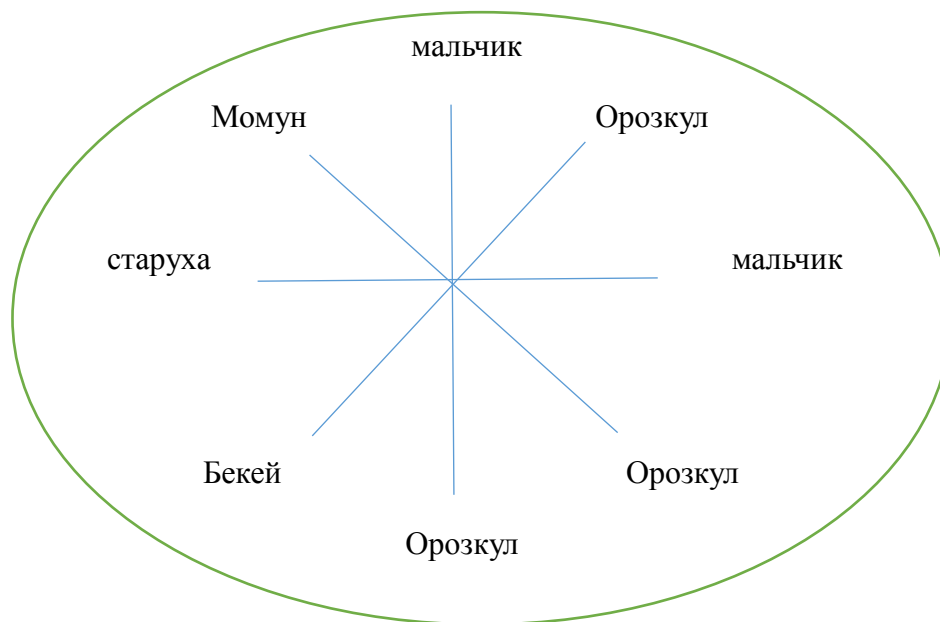 мальчик
Момун
Орозкул
старуха
мальчик
Бекей
Орозкул
Орозкул